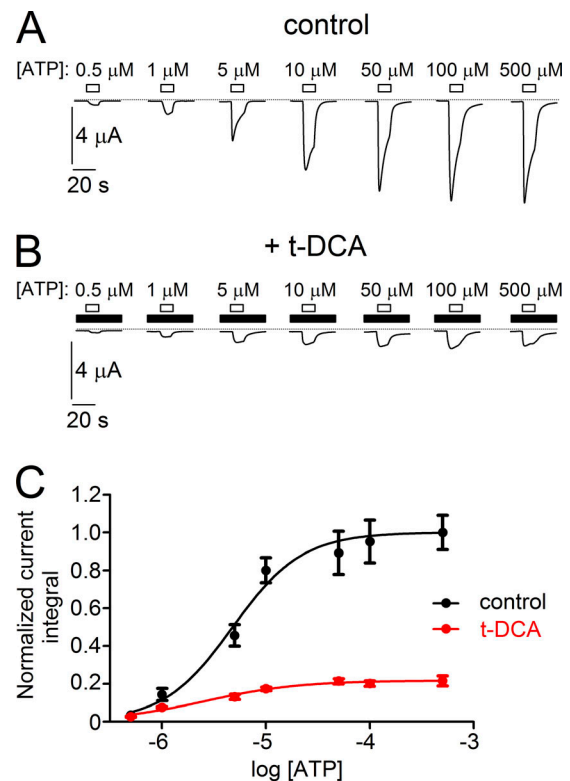 A
control
[ATP]: 0.5 μM 1 μM 5 μM 10 μM 50 μM 100 μM 500 μM
4 μA
20 s
B
+ t-DCA
[ATP]: 0.5 μM 1 μM 5 μM 10 μM 50 μM 100 μM 500 μM
4 μA
20 s
C
Normalized current
integral
1.2
1.0
0.8
0.6
0.4
0.2
0
-6 -5 -4 -3
log [ATP]
control
t-DCA